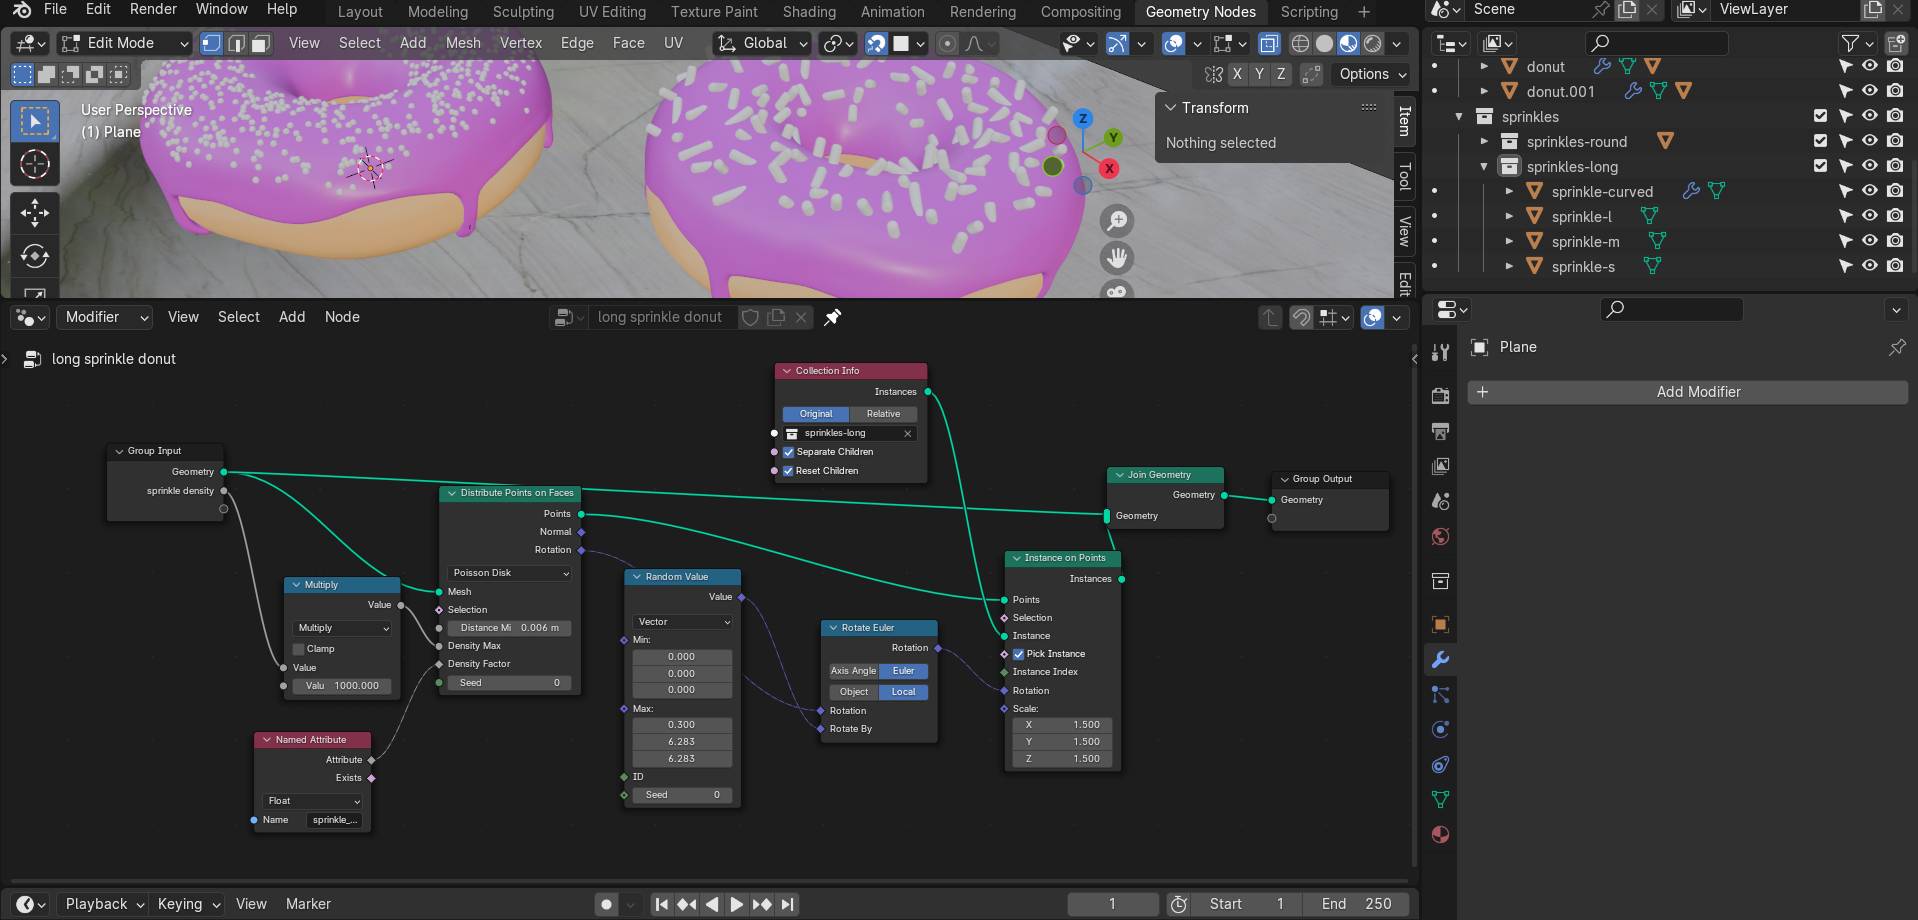 File Edit Render Window Help
Layout Modeling Sculpting UV Editing Texture Paint Shading Animation Rendering Compositing Geometry Nodes Scripting +
Scene
ViewLayer
Edit Mode
View Select Add Mesh Vertex Edge Face UV
Global
X Y Z
Options
User Perspective
(1) Plane
Z
Y
X
Transform
Nothing selected
Item
Tool
View
Edit
donut
donut.001
sprinkles
sprinkles-round
sprinkles-long
sprinkle-curved
sprinkle-l
sprinkle-m
sprinkle-s
Modifier View Select Add Node
long sprinkle donut
long sprinkle donut
Plane
Add Modifier
Group Input
Geometry
sprinkle density
Multiply
Value
Multiply
Clamp
Value
Valu 1000.000
Named Attribute
Attribute
Exists
Float
Name sprinkle_...
Distribute Points on Faces
Points
Normal
Rotation
Poisson Disk
Mesh
Selection
Distance Mi 0.006 m
Density Max
Density Factor
Seed 0
Random Value
Value
Vector
Min:
0.000
0.000
0.000
Max:
0.300
6.283
6.283
ID
Seed 0
Collection Info
Instances
Original Relative
sprinkles-long
Separate Children
Reset Children
Rotate Euler
Rotation
Axis Angle Euler
Object Local
Rotation
Rotate By
Instance on Points
Instances
Points
Selection
Instance
Pick Instance
Instance Index
Rotation
Scale:
X 1.500
Y 1.500
Z 1.500
Join Geometry
Geometry
Geometry
Group Output
Geometry
Playback Keying View Marker
1
Start 1
End 250